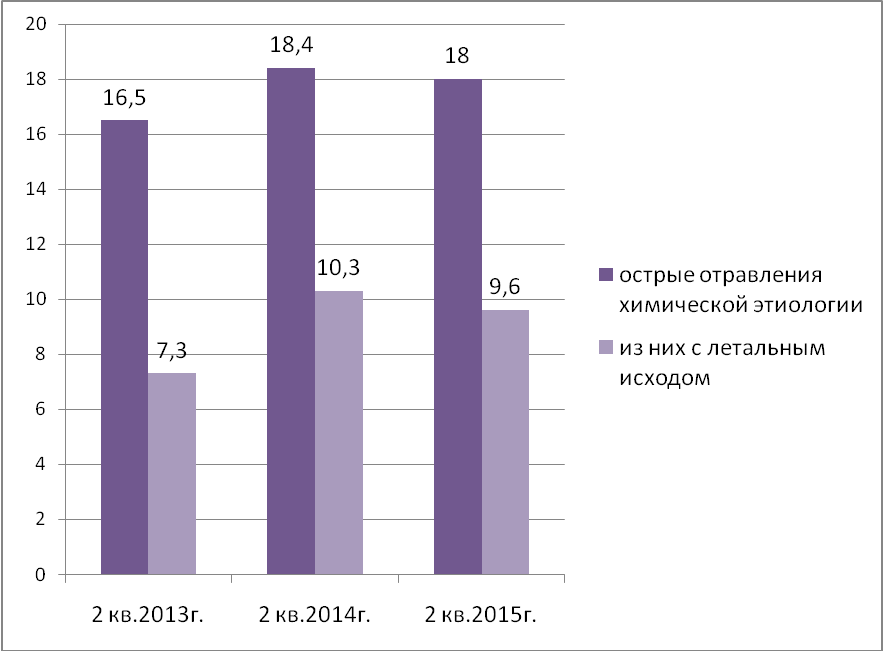 20
18
16
14
12
10
8
6
4
2
0
16,5
7,3
18,4
10,3
18
9,6
2 кв.2013г.
2 кв.2014г.
2 кв.2015г.
острые отравления
химической этиологии
из них с летальным
исходом